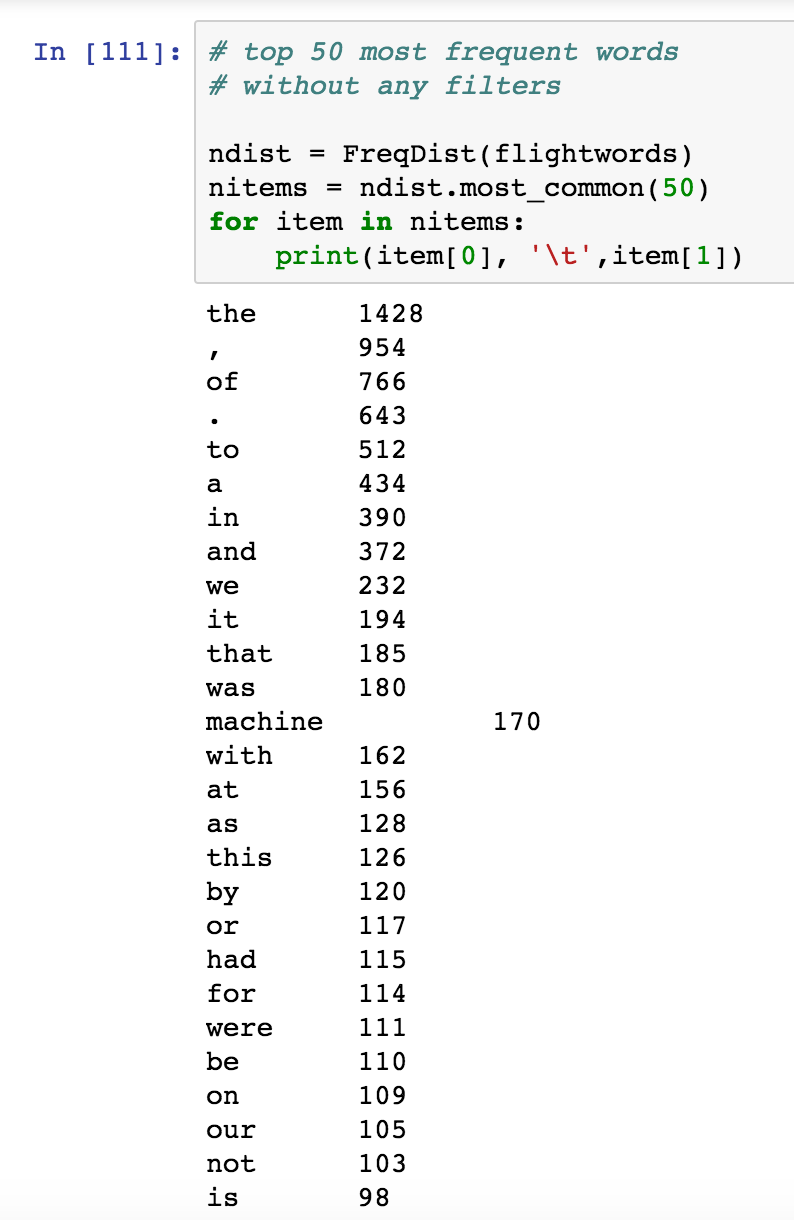 In [111]: # top 50 most frequent words
# without any filters
ndist = FreqDist(flightwords)
nitems = ndist.most_common(50)
for item in nitems:
    print(item[0], '\t',item[1])
the 1428
, 954
of 766
. 643
to 512
a 434
in 390
and 372
we 232
it 194
that 185
was 180
machine 170
with 162
at 156
as 128
this 126
by 120
or 117
had 115
for 114
were 111
be 110
on 109
our 105
not 103
is 98